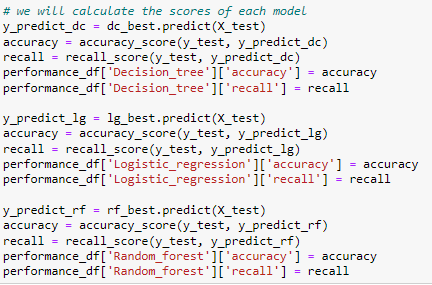 # we will calculate the scores of each model
y_predict_dc = dc_best.predict(X_test)
accuracy = accuracy_score(y_test, y_predict_dc)
recall = recall_score(y_test, y_predict_dc)
performance_df['Decision_tree']['accuracy'] = accuracy
performance_df['Decision_tree']['recall'] = recall

y_predict_lg = lg_best.predict(X_test)
accuracy = accuracy_score(y_test, y_predict_lg)
recall = recall_score(y_test, y_predict_lg)
performance_df['Logistic_regression']['accuracy'] = accuracy
performance_df['Logistic_regression']['recall'] = recall

y_predict_rf = rf_best.predict(X_test)
accuracy = accuracy_score(y_test, y_predict_rf)
recall = recall_score(y_test, y_predict_rf)
performance_df['Random_forest']['accuracy'] = accuracy
performance_df['Random_forest']['recall'] = recall